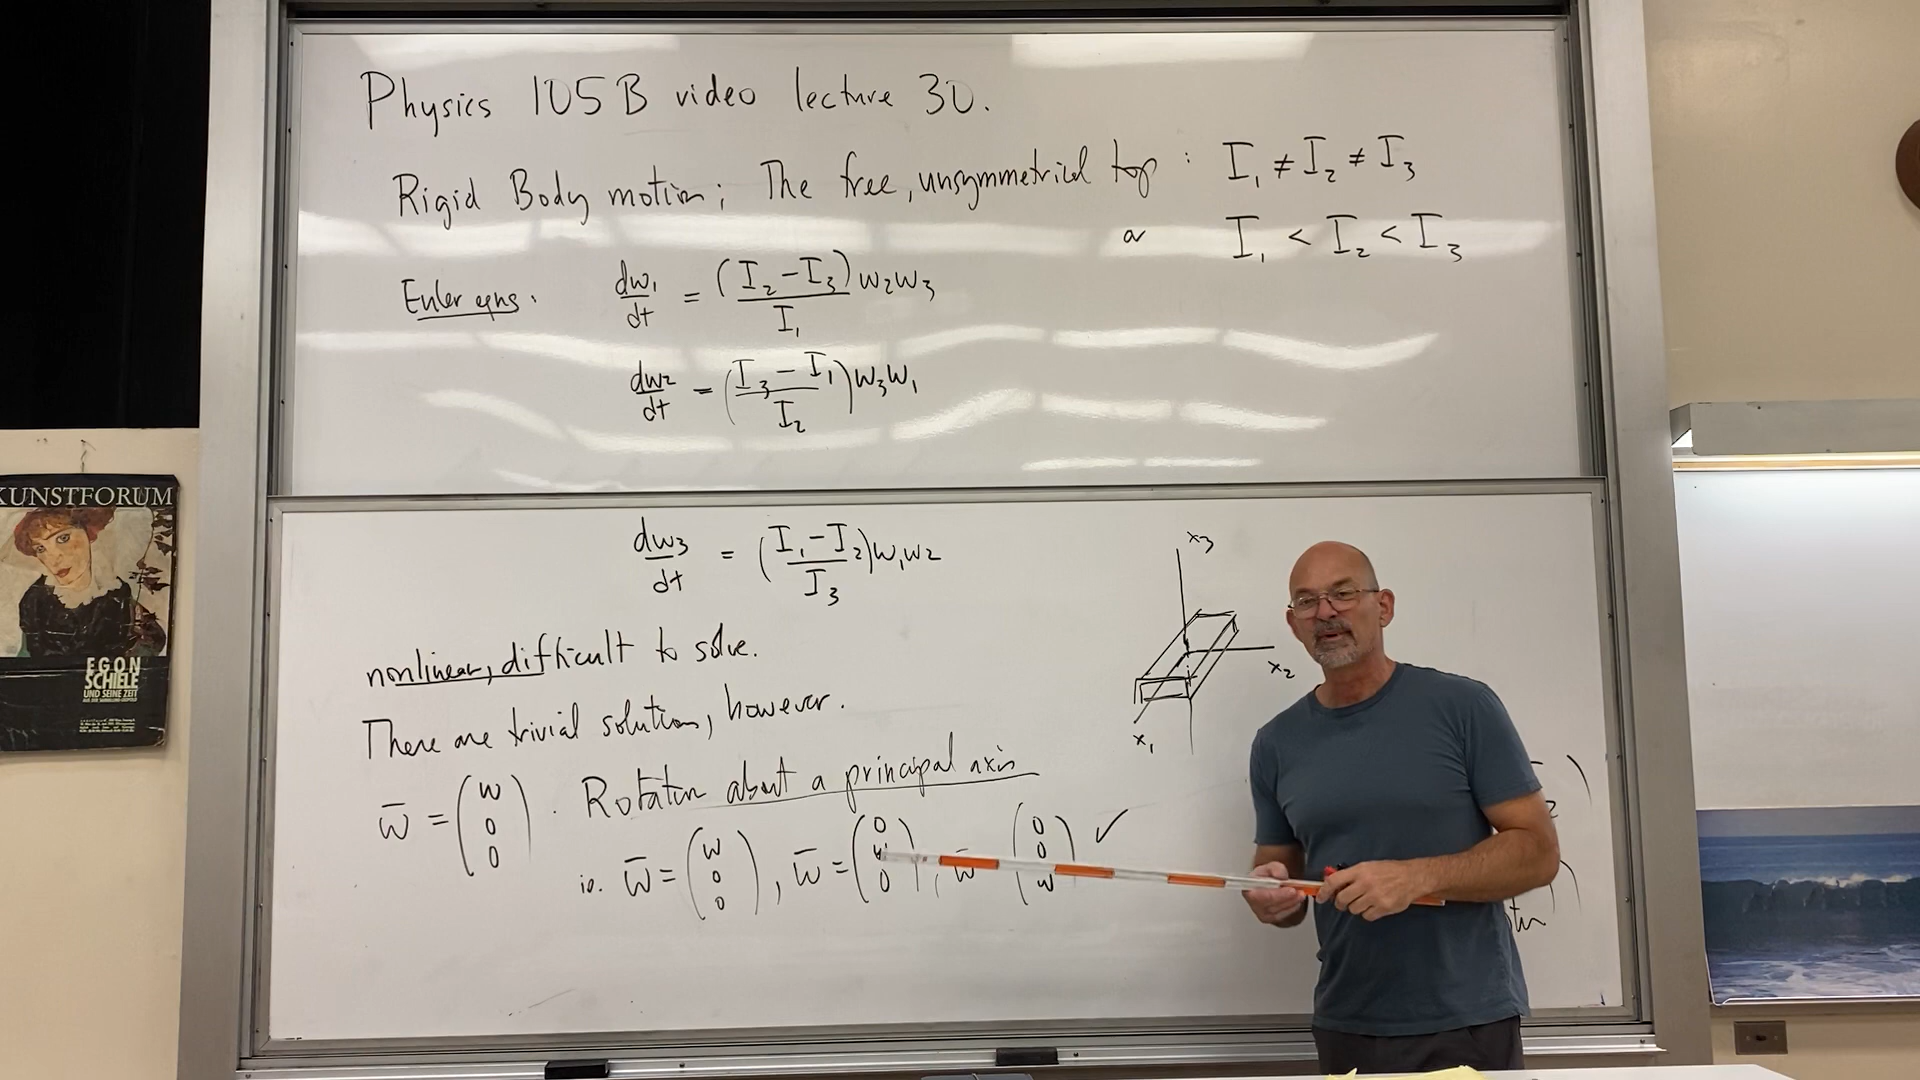 Physics 105B video lecture 30.
Rigid Body motion; The free, unsymmetrical top : I₁ ≠ I₂ ≠ I₃
or I₁ < I₂ < I₃
Euler eqns. dw₁/dt = (I₂ - I₃)/I₁ w₂w₃
dw₂/dt = (I₃ - I₁)/I₂ w₃w₁
dw₃/dt = (I₁ - I₂)/I₃ w₁w₂
x₃
x₂
x₁
nonlinear, difficult to solve.
There are trivial solutions, however.
w̄ = (w 0 0) . Rotation about a principal axis
ie. w̄ = (w 0 0), w̄ = (0 w 0), w̄ (0 0 w) ✓
KUNSTFORUM
EGON
SCHIELE
UND SEINE ZEIT